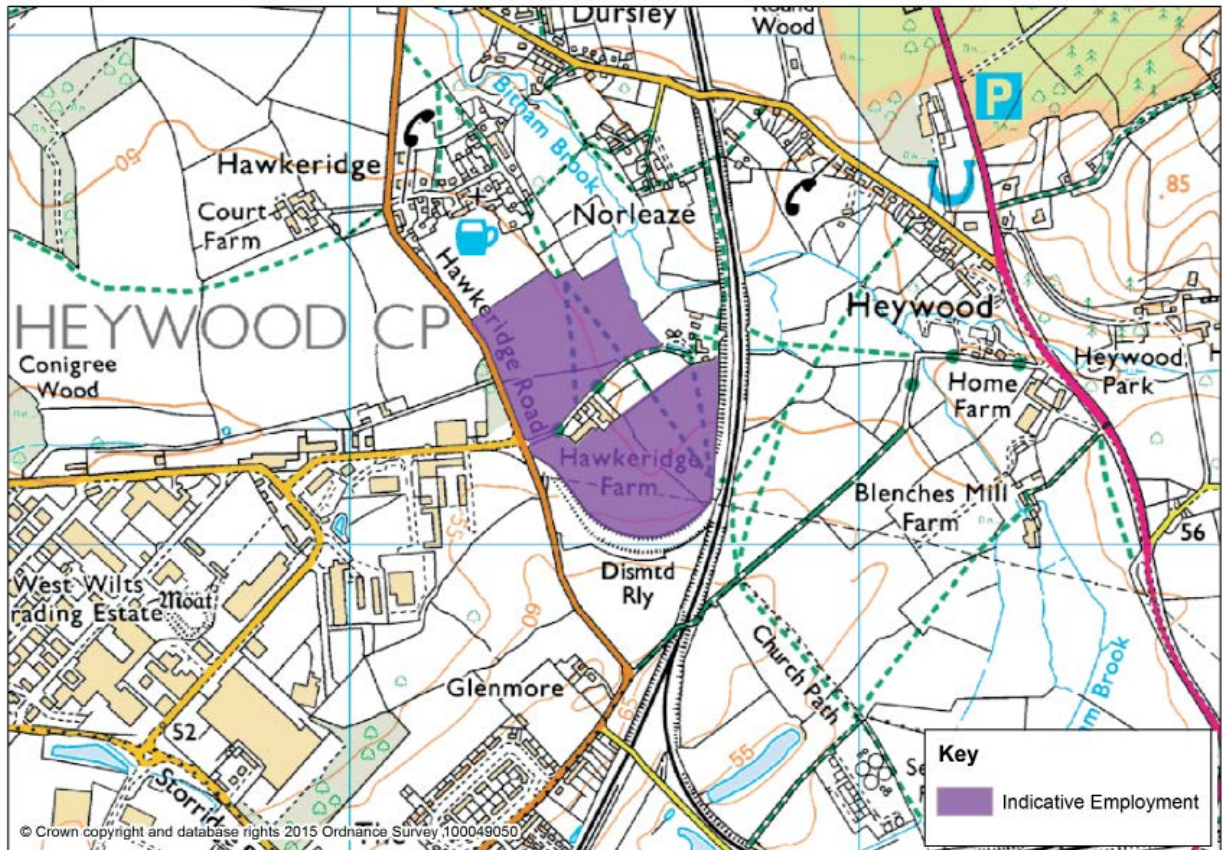 Dursley
Wood
P
Bitham Brook
50
Hawkeridge
Court
Farm
Norleaze
85
HEYWOOD CP
Hawkeridge Road
Heywood
Conigree
Wood
Heywood
Park
Home
Farm
Hawkeridge
Farm
Blenches Mill
Farm
55
56
West Wilts
rading Estate
Moat
Dismtd
Rly
60
Church Path
Glenmore
65
52
55
Brook
Key
Indicative Employment
© Crown copyright and database rights 2015 Ordnance Survey 100049050